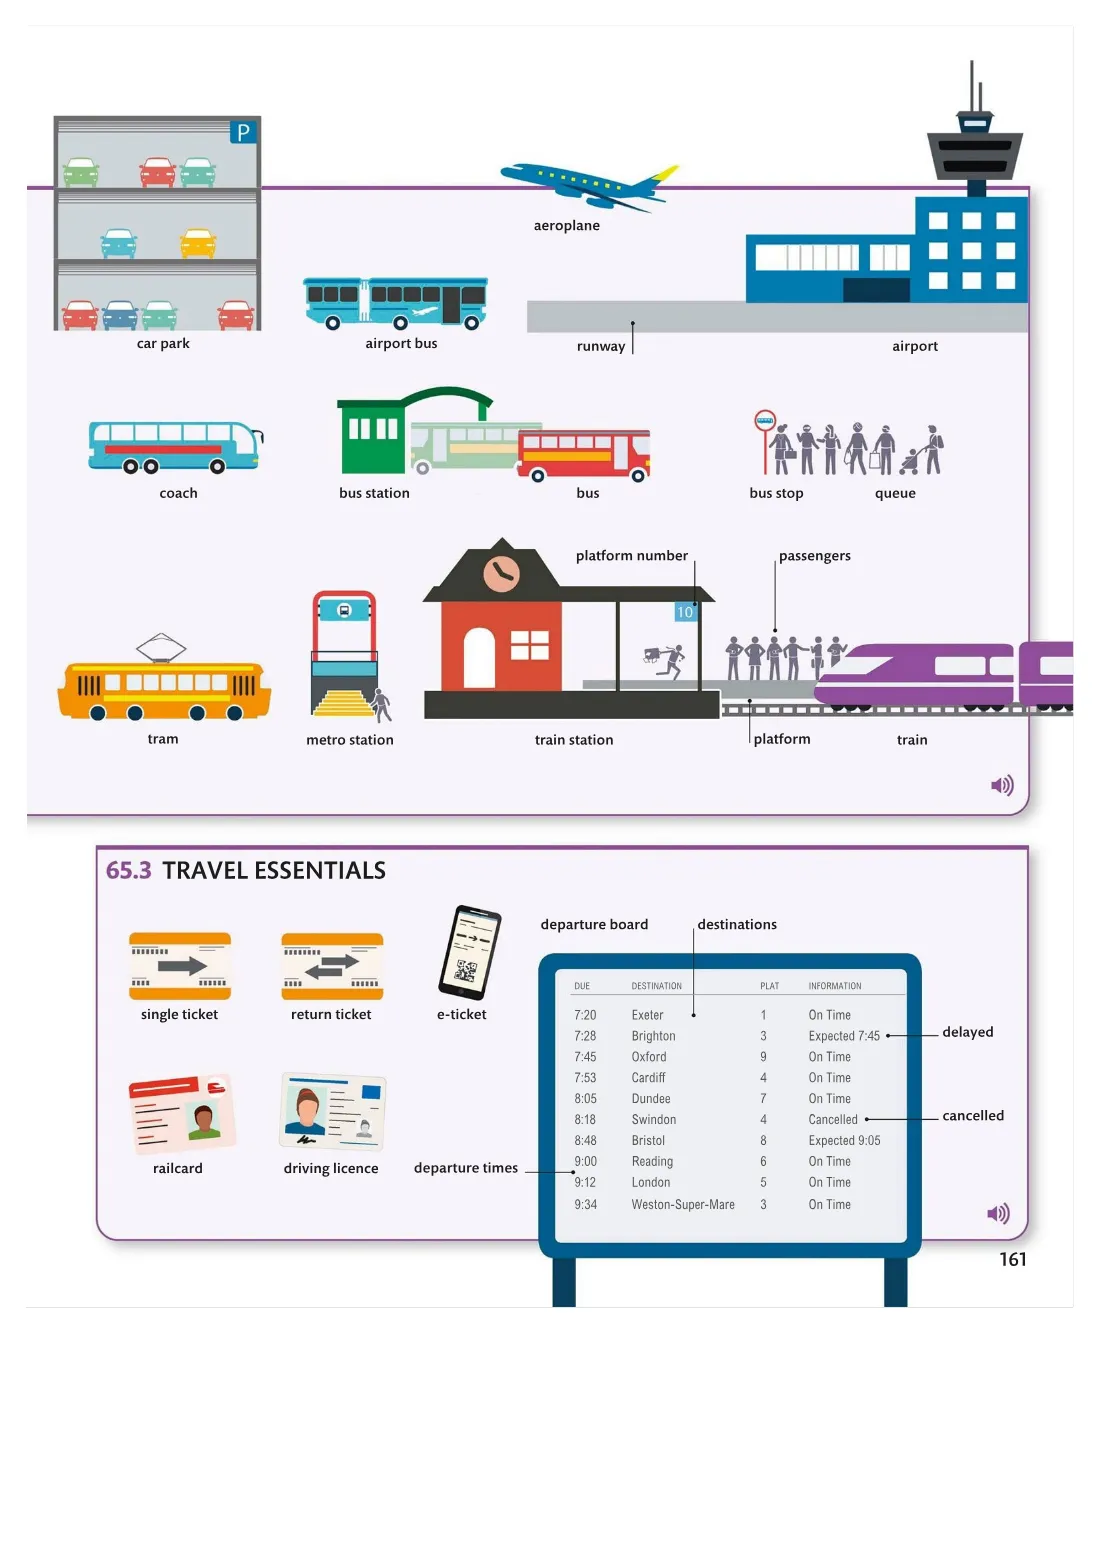 P
aeroplane
car park
airport bus
runway
airport
coach
bus station
bus
bus stop
queue
platform number
passengers
10
tram
metro station
train station
platform
train
65.3 TRAVEL ESSENTIALS
single ticket
return ticket
e-ticket
railcard
driving licence
departure board
destinations
DUE DESTINATION PLAT INFORMATION
7:20 Exeter 1 On Time
7:28 Brighton 3 Expected 7:45
delayed
7:45 Oxford 9 On Time
7:53 Cardiff 4 On Time
8:05 Dundee 7 On Time
8:18 Swindon 4 Cancelled
cancelled
8:48 Bristol 8 Expected 9:05
9:00 Reading 6 On Time
departure times
9:12 London 5 On Time
9:34 Weston-Super-Mare 3 On Time
161